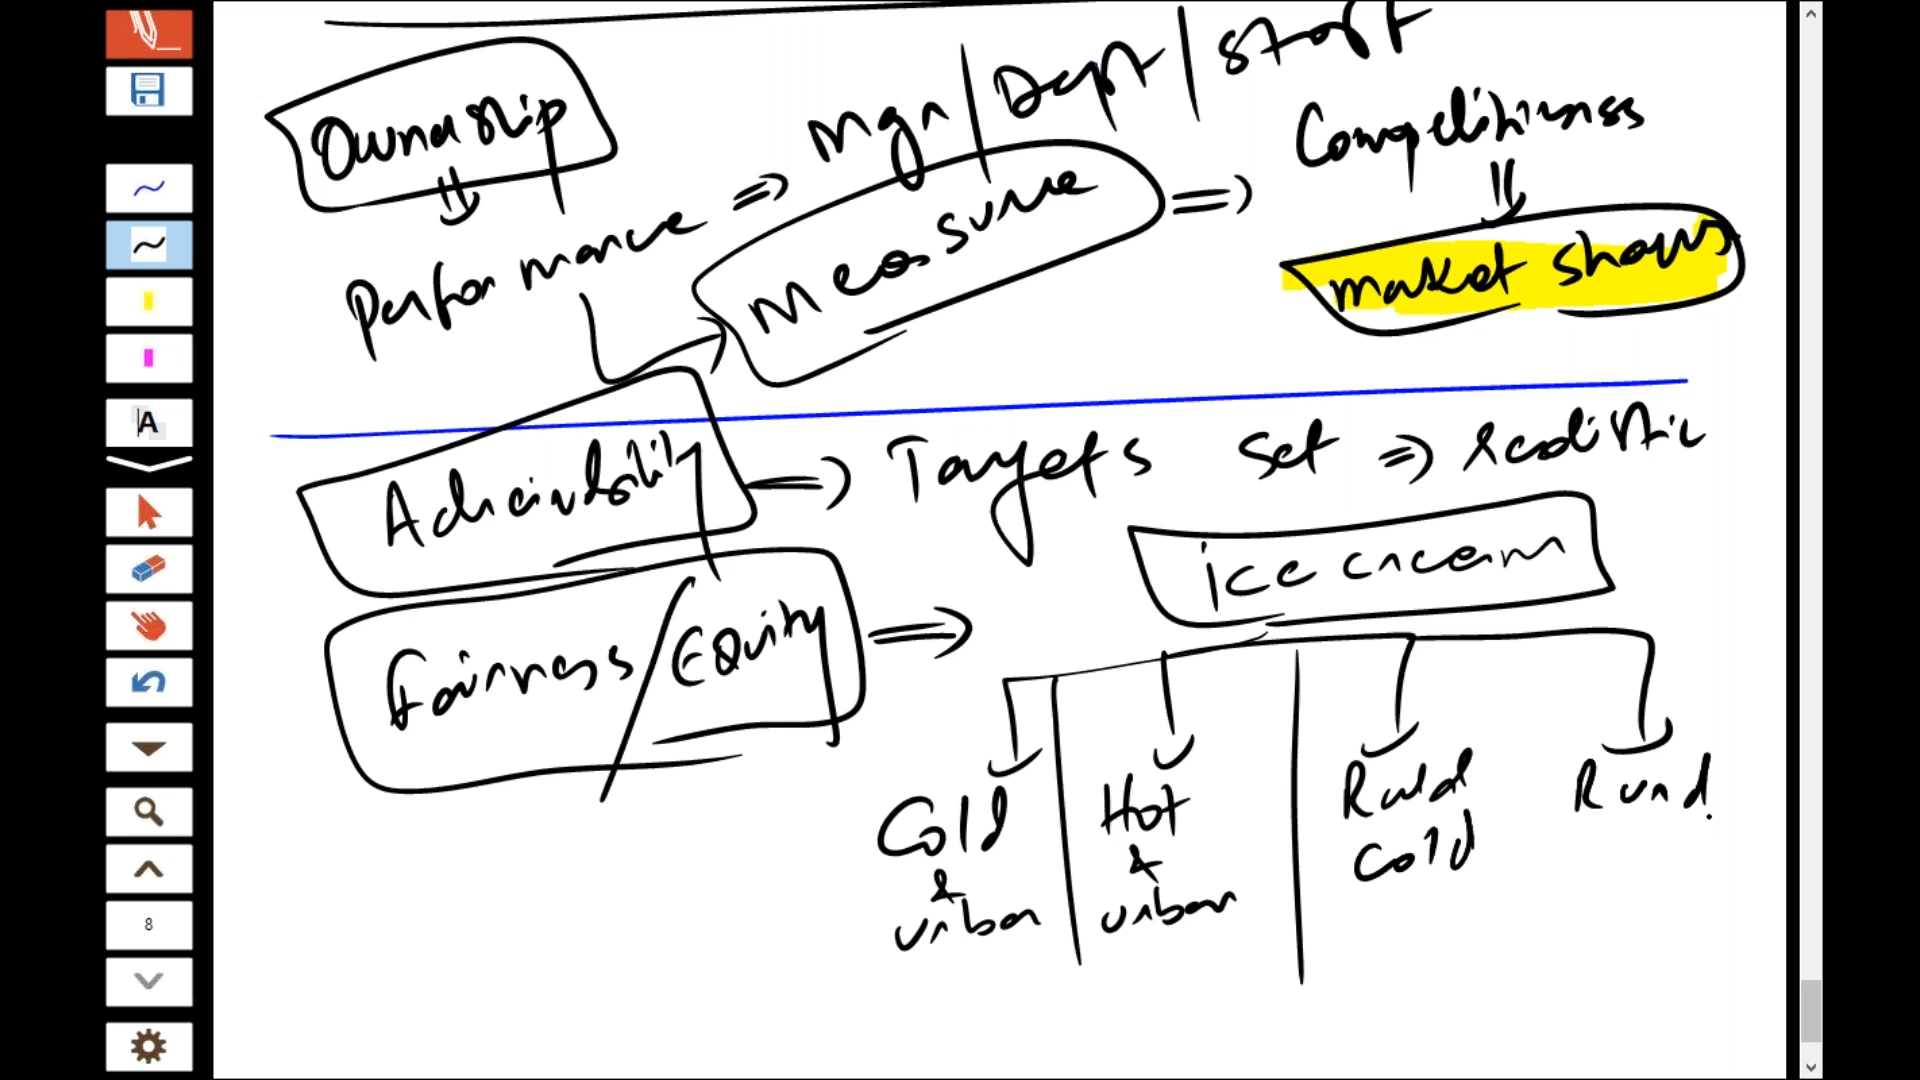 Ownership
Mgr / Dept / Staff
Competitiveness
Performance ⇒
Measure ⇒
market share
Achievability ⇒ Targets set ⇒ realistic
ice cream
Fairness / Equity ⇒
Cold & urban
Hot & urban
Rural cold
Rural
A
8